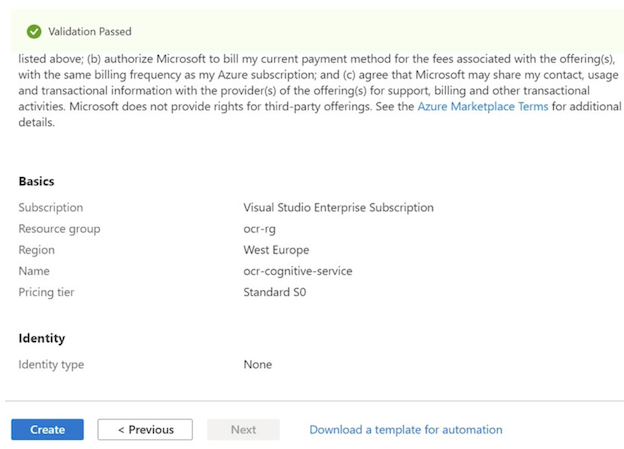 Validation Passed
listed above; (b) authorize Microsoft to bill my current payment method for the fees associated with the offering(s),
with the same billing frequency as my Azure subscription; and (c) agree that Microsoft may share my contact, usage
and transactional information with the provider(s) of the offering(s) for support, billing and other transactional
activities. Microsoft does not provide rights for third-party offerings. See the Azure Marketplace Terms for additional
details.
Basics
Subscription Visual Studio Enterprise Subscription
Resource group ocr-rg
Region West Europe
Name ocr-cognitive-service
Pricing tier Standard S0
Identity
Identity type None
Create < Previous Next Download a template for automation